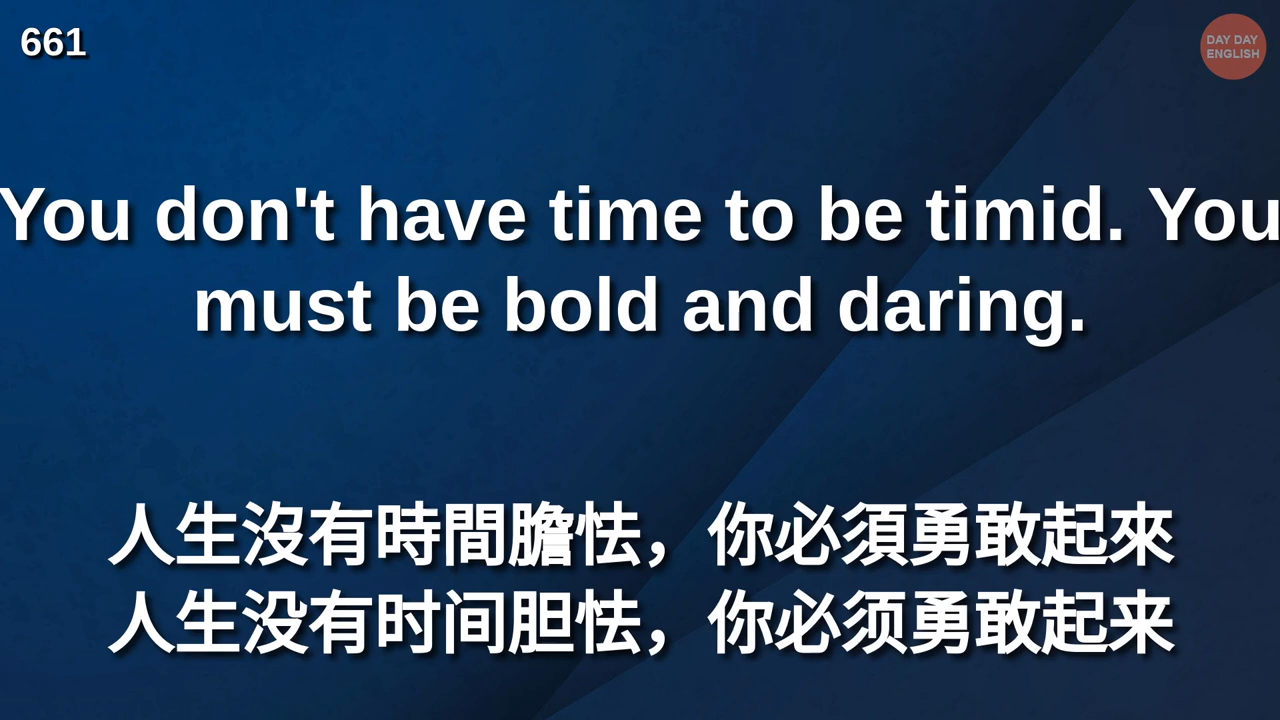 661
DAY DAY
ENGLISH
You don't have time to be timid. You
must be bold and daring.
人生沒有時間膽怯，你必須勇敢起來
人生没有时间胆怯，你必须勇敢起来